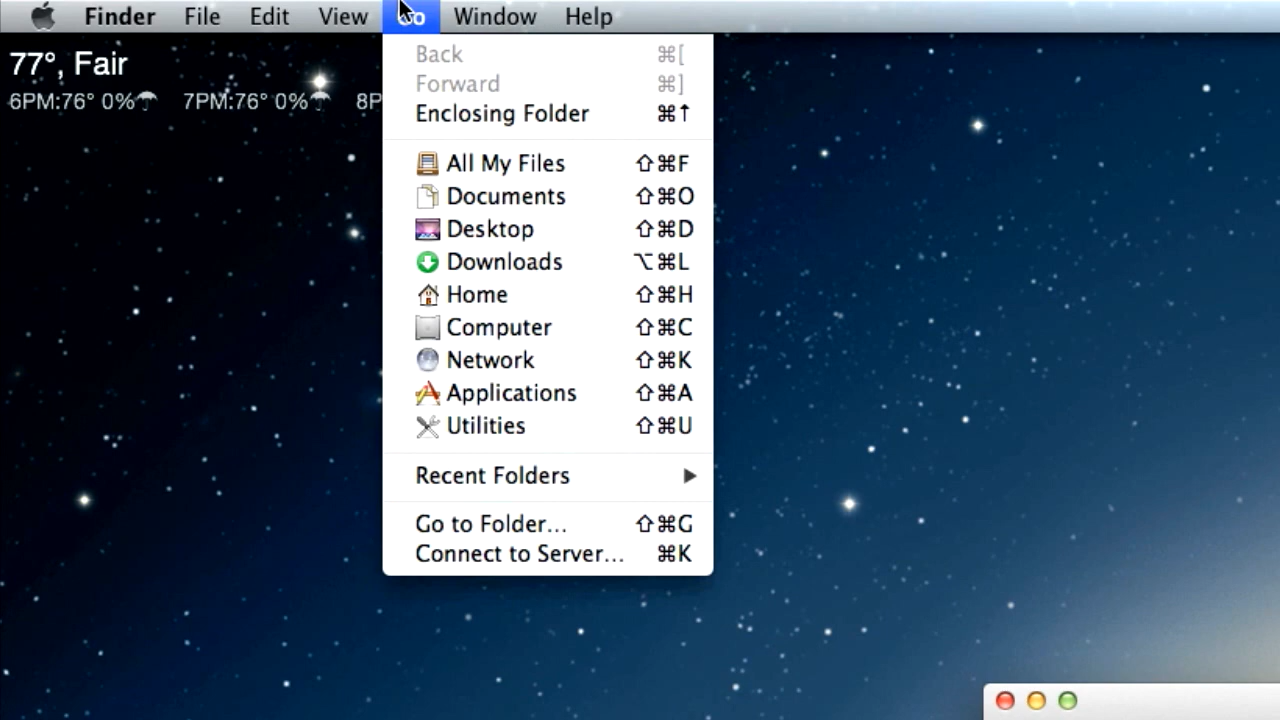 Finder File Edit View Go Window Help
77°, Fair
6PM:76° 0% 7PM:76° 0% 8P
Back ⌘[
Forward ⌘]
Enclosing Folder ⌘↑
All My Files ⇧⌘F
Documents ⇧⌘O
Desktop ⇧⌘D
Downloads ⌥⌘L
Home ⇧⌘H
Computer ⇧⌘C
Network ⇧⌘K
Applications ⇧⌘A
Utilities ⇧⌘U
Recent Folders ▶
Go to Folder... ⇧⌘G
Connect to Server... ⌘K